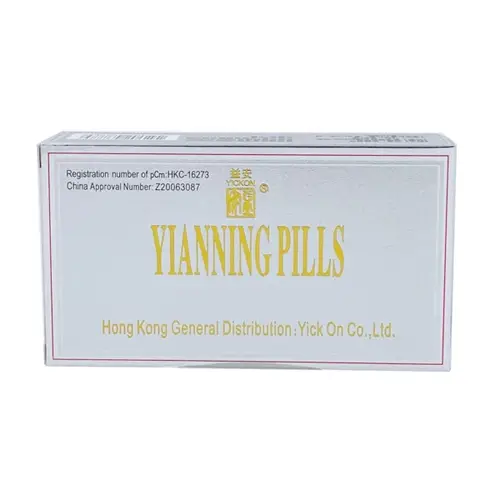 Registration number of pCm:HKC-16273
China Approval Number: Z20063087
益安
YICKON
®
YIANNING PILLS
Hong Kong General Distribution:Yick On Co.,Ltd.